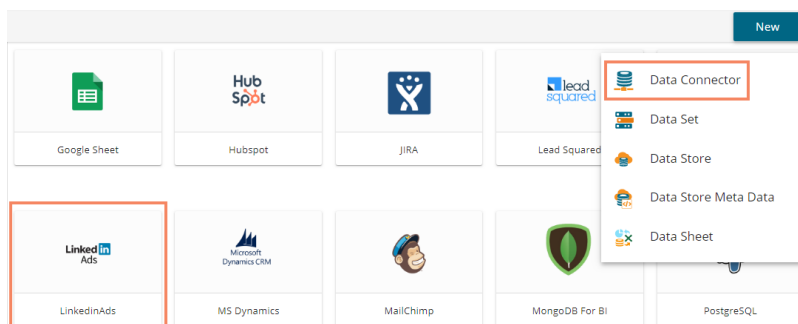 New
Hub
Spot
lead
squared
Data Connector
Google Sheet
Hubspot
JIRA
Lead Squared
Data Set
Data Store
Data Store Meta Data
Data Sheet
Linked in
Ads
Microsoft
Dynamics CRM
LinkedinAds
MS Dynamics
MailChimp
MongoDB For BI
PostgreSQL